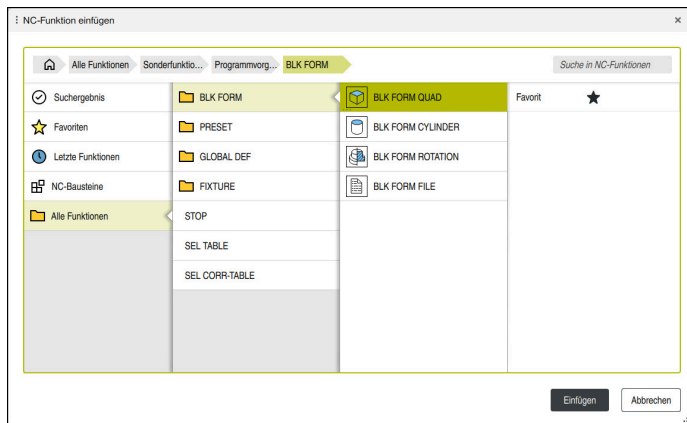 NC-Funktion einfügen
Alle Funktionen Sonderfunktio... Programmvorg... BLK FORM Suche in NC-Funktionen
Suchergebnis BLK FORM BLK FORM QUAD Favorit
Favoriten PRESET BLK FORM CYLINDER
Letzte Funktionen GLOBAL DEF BLK FORM ROTATION
NC-Bausteine FIXTURE BLK FORM FILE
Alle Funktionen STOP
SEL TABLE
SEL CORR-TABLE
Einfügen Abbrechen